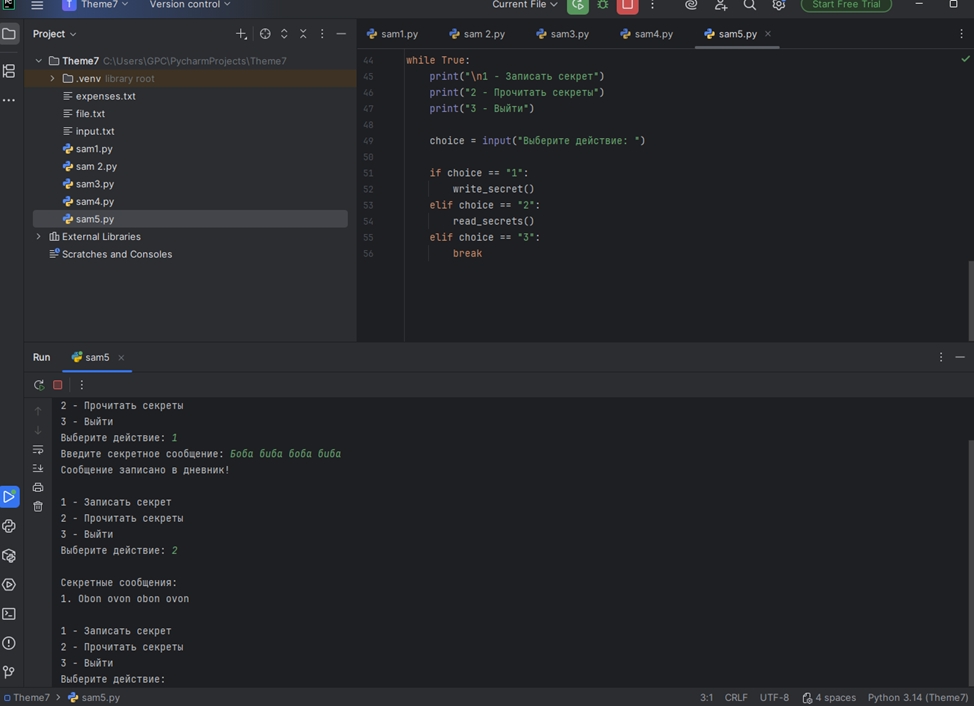 PC
T Theme7
Version control
Current File
Start Free Trial
Project
sam1.py
sam 2.py
sam3.py
sam4.py
sam5.py
Theme7 C:\Users\GPC\PycharmProjects\Theme7
.venv library root
expenses.txt
file.txt
input.txt
sam1.py
sam 2.py
sam3.py
sam4.py
sam5.py
External Libraries
Scratches and Consoles
44 while True:
45 print("\n1 - Записать секрет")
46 print("2 - Прочитать секреты")
47 print("3 - Выйти")
48
49 choice = input("Выберите действие: ")
50
51 if choice == "1":
52 write_secret()
53 elif choice == "2":
54 read_secrets()
55 elif choice == "3":
56 break
Run
sam5
2 - Прочитать секреты
3 - Выйти
Выберите действие: 1
Введите секретное сообщение: Боба биба боба биба
Сообщение записано в дневник!
1 - Записать секрет
2 - Прочитать секреты
3 - Выйти
Выберите действие: 2
Секретные сообщения:
1. Obon ovon obon ovon
1 - Записать секрет
2 - Прочитать секреты
3 - Выйти
Выберите действие:
Theme7 > sam5.py
3:1 CRLF UTF-8 4 spaces Python 3.14 (Theme7)